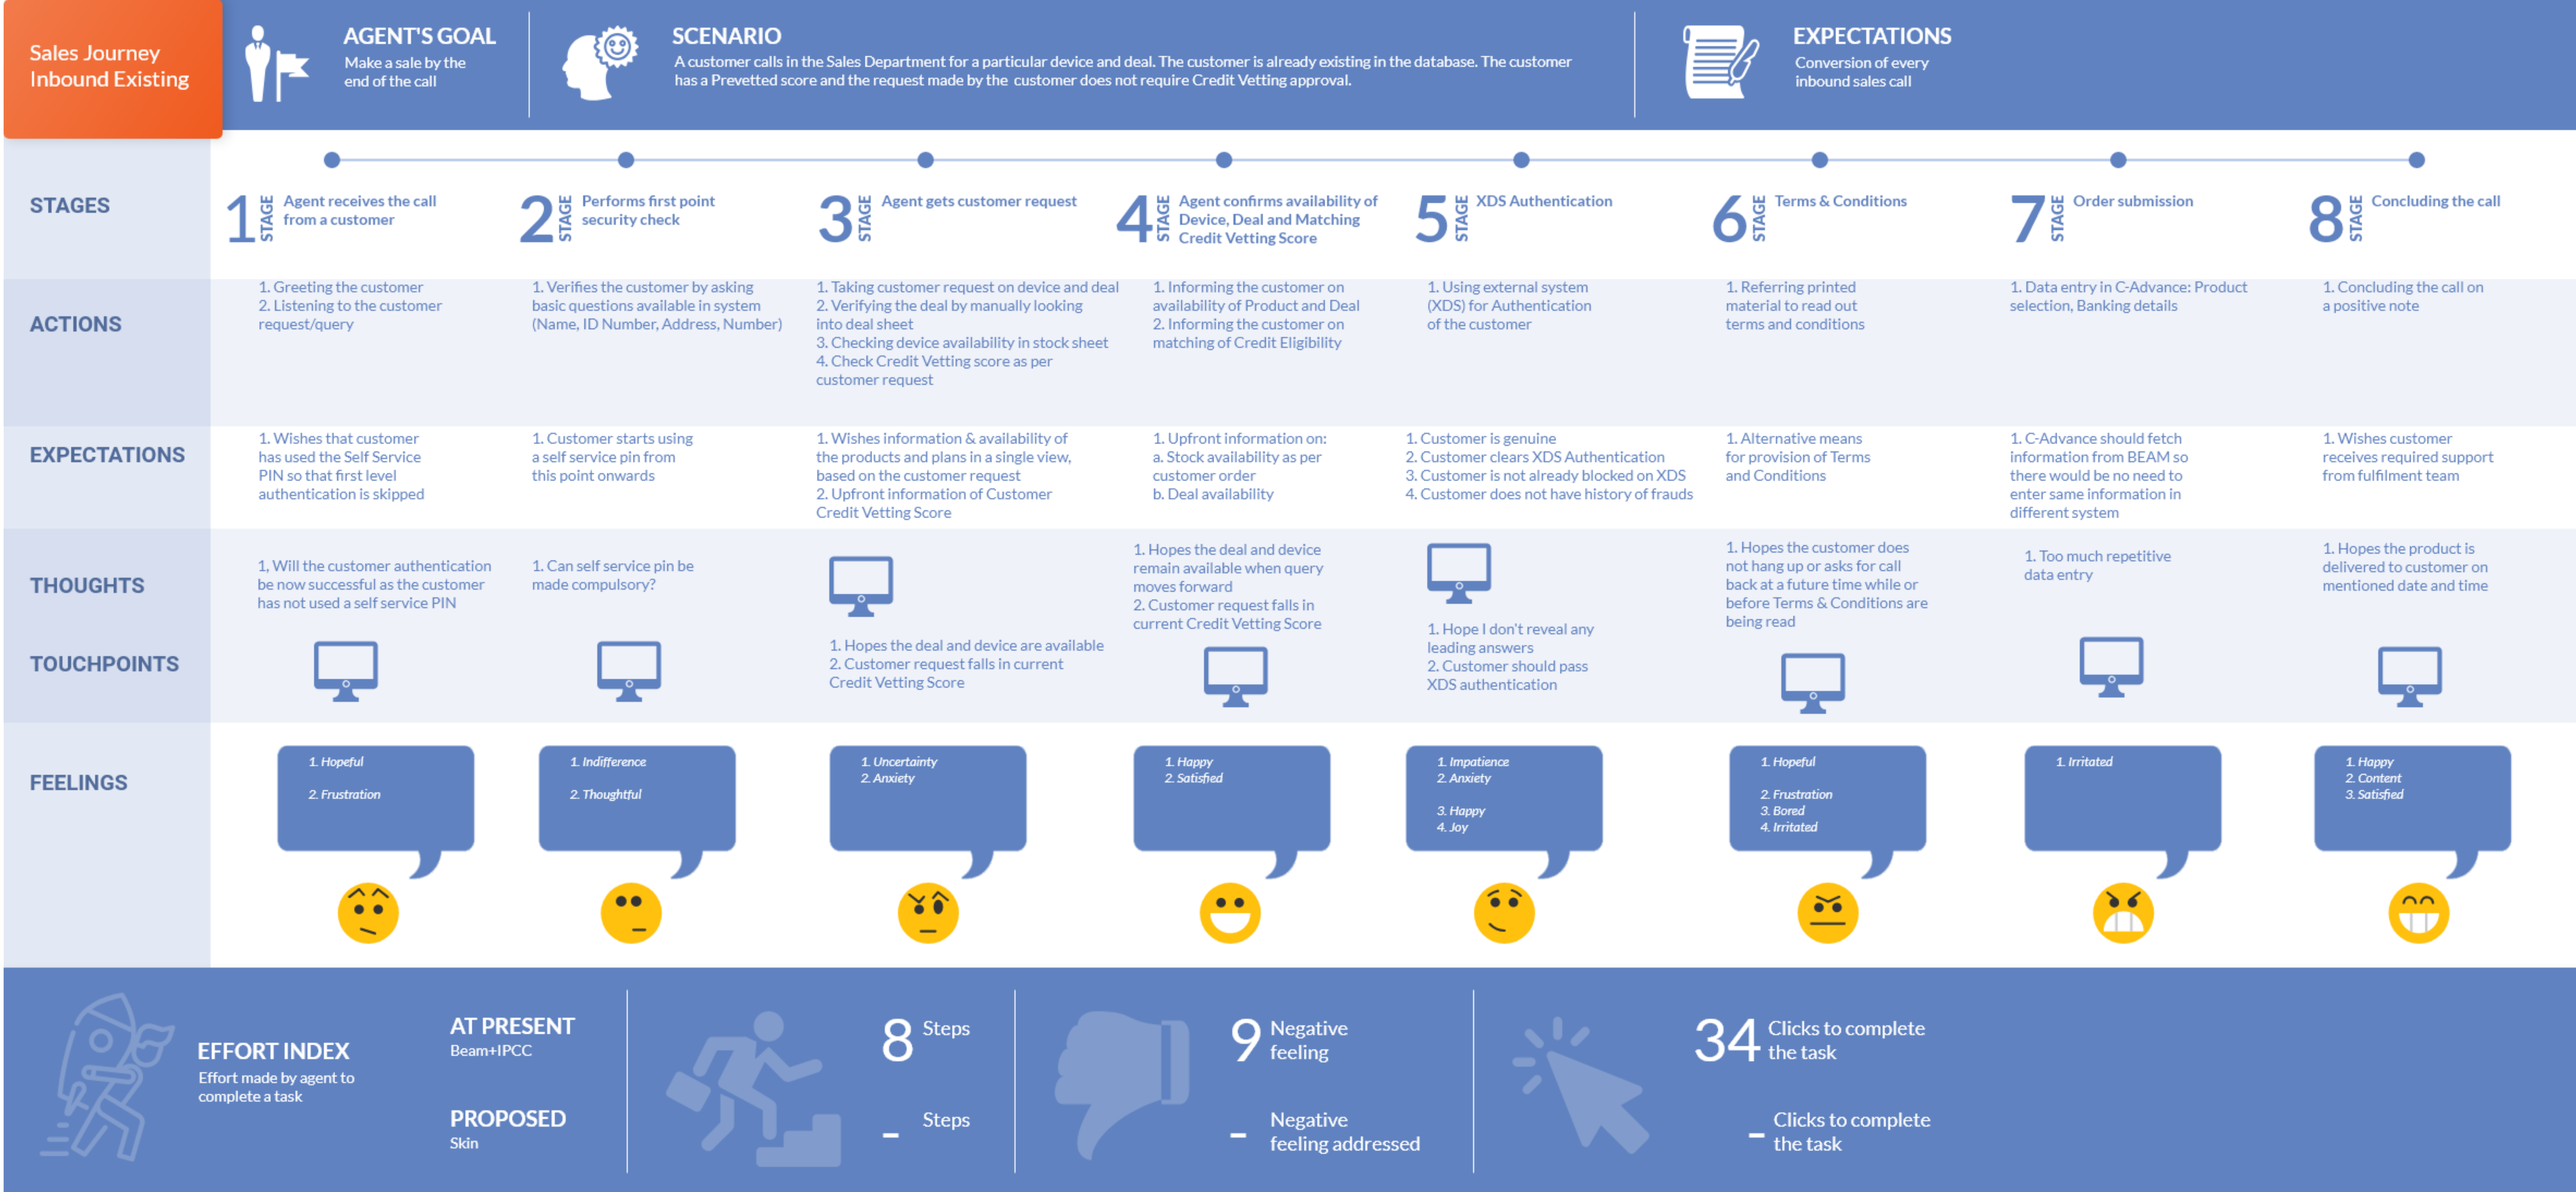 Sales Journey
Inbound Existing
AGENT'S GOAL
Make a sale by the
end of the call
SCENARIO
A customer calls in the Sales Department for a particular device and deal. The customer is already existing in the database. The customer
has a Prevetted score and the request made by the customer does not require Credit Vetting approval.
EXPECTATIONS
Conversion of every
inbound sales call
STAGES
1 STAGE
Agent receives the call
from a customer
2 STAGE
Performs first point
security check
3 STAGE
Agent gets customer request
4 STAGE
Agent confirms availability of
Device, Deal and Matching
Credit Vetting Score
5 STAGE
XDS Authentication
6 STAGE
Terms & Conditions
7 STAGE
Order submission
8 STAGE
Concluding the call
ACTIONS
1. Greeting the customer
2. Listening to the customer
request/query
1. Verifies the customer by asking
basic questions available in system
(Name, ID Number, Address, Number)
1. Taking customer request on device and deal
2. Verifying the deal by manually looking
into deal sheet
3. Checking device availability in stock sheet
4. Check Credit Vetting score as per
customer request
1. Informing the customer on
availability of Product and Deal
2. Informing the customer on
matching of Credit Eligibility
1. Using external system
(XDS) for Authentication
of the customer
1. Referring printed
material to read out
terms and conditions
1. Data entry in C-Advance: Product
selection, Banking details
1. Concluding the call on
a positive note
EXPECTATIONS
1. Wishes that customer
has used the Self Service
PIN so that first level
authentication is skipped
1. Customer starts using
a self service pin from
this point onwards
1. Wishes information & availability of
the products and plans in a single view,
based on the customer request
2. Upfront information of Customer
Credit Vetting Score
1. Upfront information on:
a. Stock availability as per
customer order
b. Deal availability
1. Customer is genuine
2. Customer clears XDS Authentication
3. Customer is not already blocked on XDS
4. Customer does not have history of frauds
1. Alternative means
for provision of Terms
and Conditions
1. C-Advance should fetch
information from BEAM so
there would be no need to
enter same information in
different system
1. Wishes customer
receives required support
from fulfilment team
THOUGHTS
TOUCHPOINTS
1, Will the customer authentication
be now successful as the customer
has not used a self service PIN
1. Can self service pin be
made compulsory?
1. Hopes the deal and device are available
2. Customer request falls in current
Credit Vetting Score
1. Hopes the deal and device
remain available when query
moves forward
2. Customer request falls in
current Credit Vetting Score
1. Hope I don't reveal any
leading answers
2. Customer should pass
XDS authentication
1. Hopes the customer does
not hang up or asks for call
back at a future time while or
before Terms & Conditions are
being read
1. Too much repetitive
data entry
1. Hopes the product is
delivered to customer on
mentioned date and time
FEELINGS
1. Hopeful
2. Frustration
1. Indifference
2. Thoughtful
1. Uncertainty
2. Anxiety
1. Happy
2. Satisfied
1. Impatience
2. Anxiety
3. Happy
4. Joy
1. Hopeful
2. Frustration
3. Bored
4. Irritated
1. Irritated
1. Happy
2. Content
3. Satisfied
EFFORT INDEX
Effort made by agent to
complete a task
AT PRESENT
Beam+IPCC
8 Steps
9 Negative
feeling
34 Clicks to complete
the task
PROPOSED
Skin
- Steps
- Negative
feeling addressed
- Clicks to complete
the task